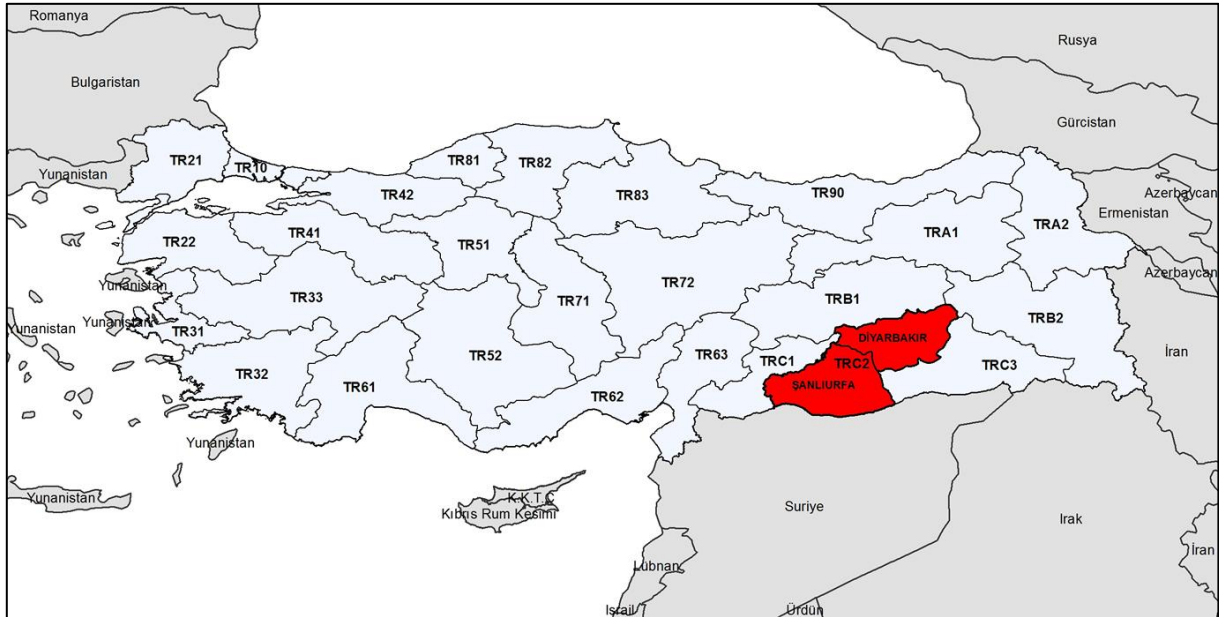 Romanya
Rusya
Bulgaristan
Gürcistan
TR21
TR10
TR81
TR82
Yunanistan
TR42
TR83
TR90
Azerbaycan
Ermenistan
TRA2
TR22
TR41
TR51
TRA1
Yunanistan
TR33
TR71
TR72
TRB1
Azerbaycan
TRB2
Yunanistan
Yunanistan
TR31
DİYARBAKIR
İran
TR52
TR63
TRC1
TRC2
TRC3
TR32
TR61
TR62
ŞANLIURFA
Yunanistan
Yunanistan
K.K.T.C
Kıbrıs Rum Kesimi
Suriye
Irak
İran
Lübnan
İsrail
Ürdün